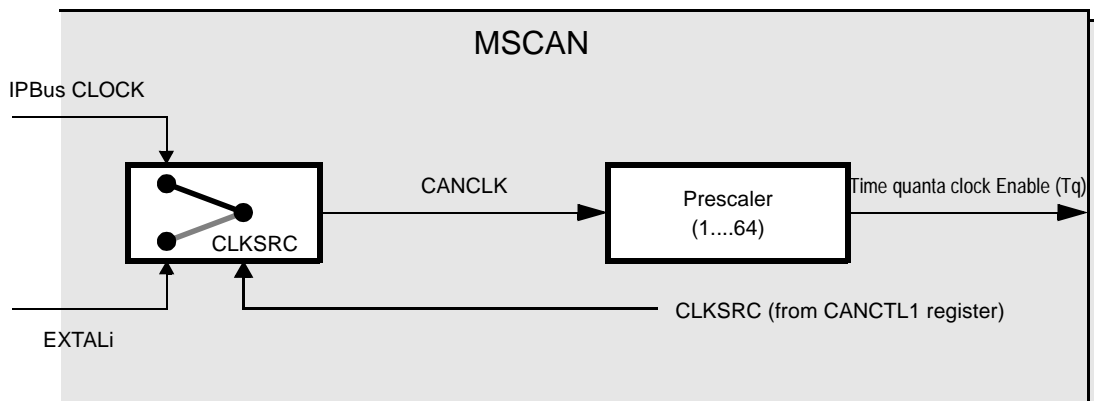 MSCAN
IPBus CLOCK
CANCLK
Prescaler
(1....64)
Time quanta clock Enable (Tq)
CLKSRC
CLKSRC (from CANCTL1 register)
EXTALi